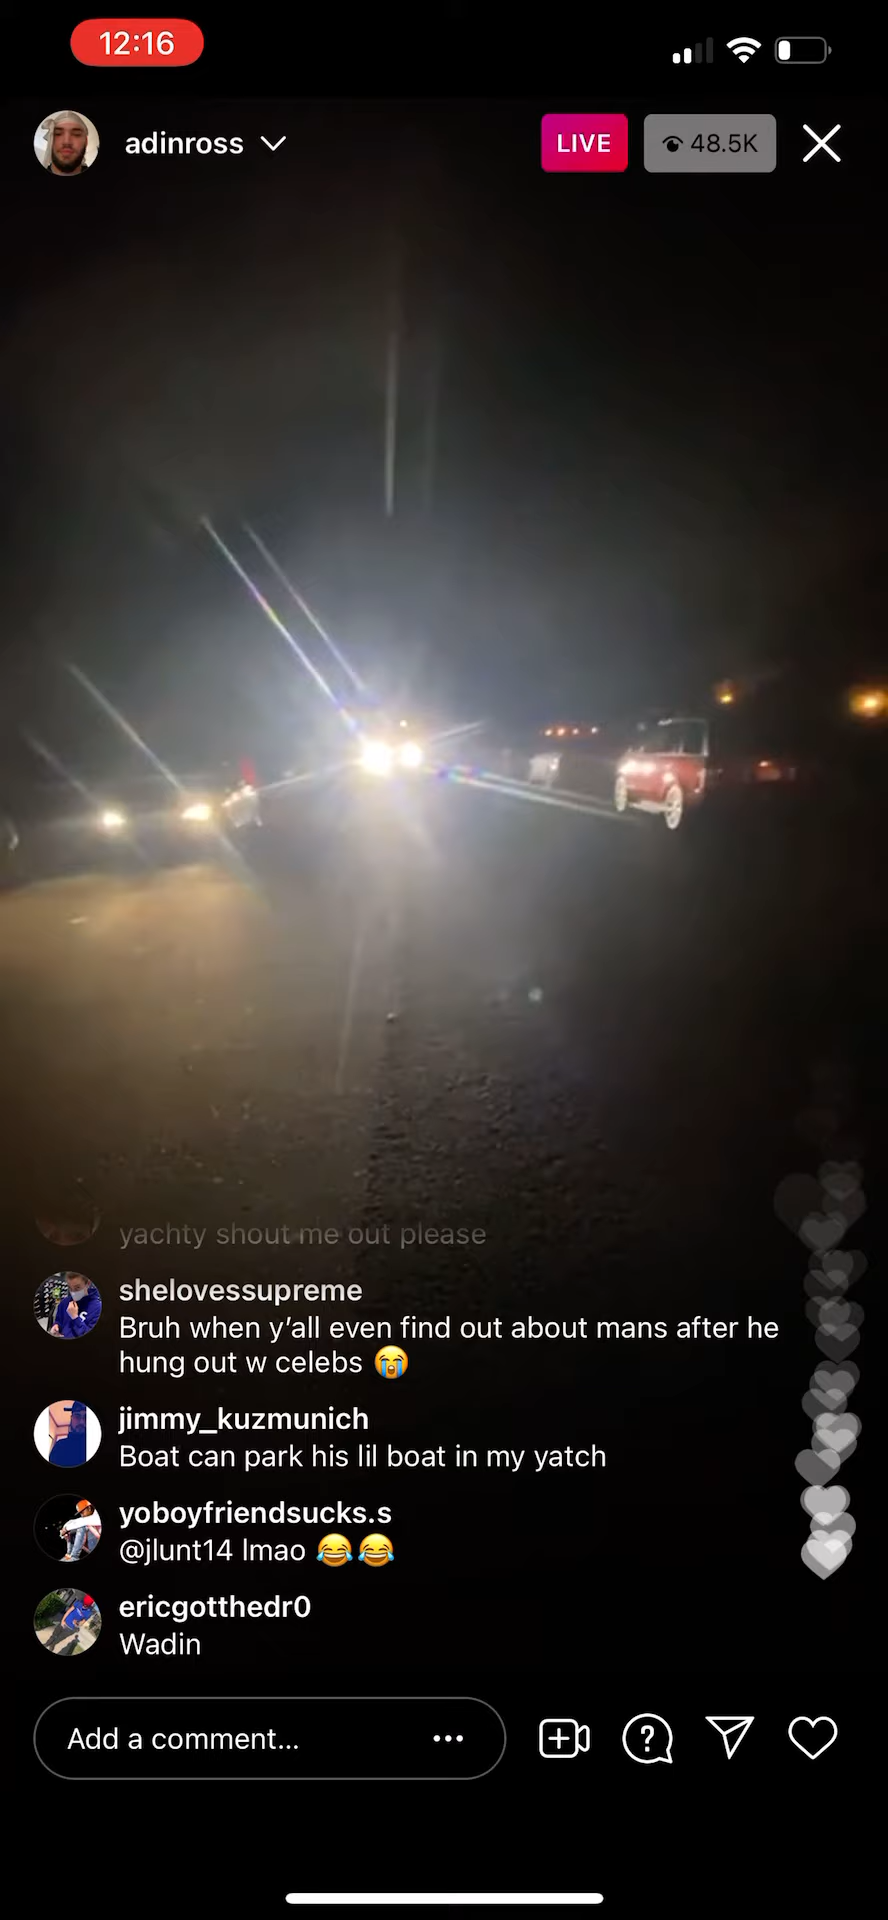 12:16
adinross
LIVE
48.5K
yachty shout me out please
shelovessupreme
Bruh when y’all even find out about mans after he
hung out w celebs 😭
jimmy_kuzmunich
Boat can park his lil boat in my yatch
yoboyfriendsucks.s
@jlunt14 lmao 😂😂
ericgotthedr0
Wadin
Add a comment...